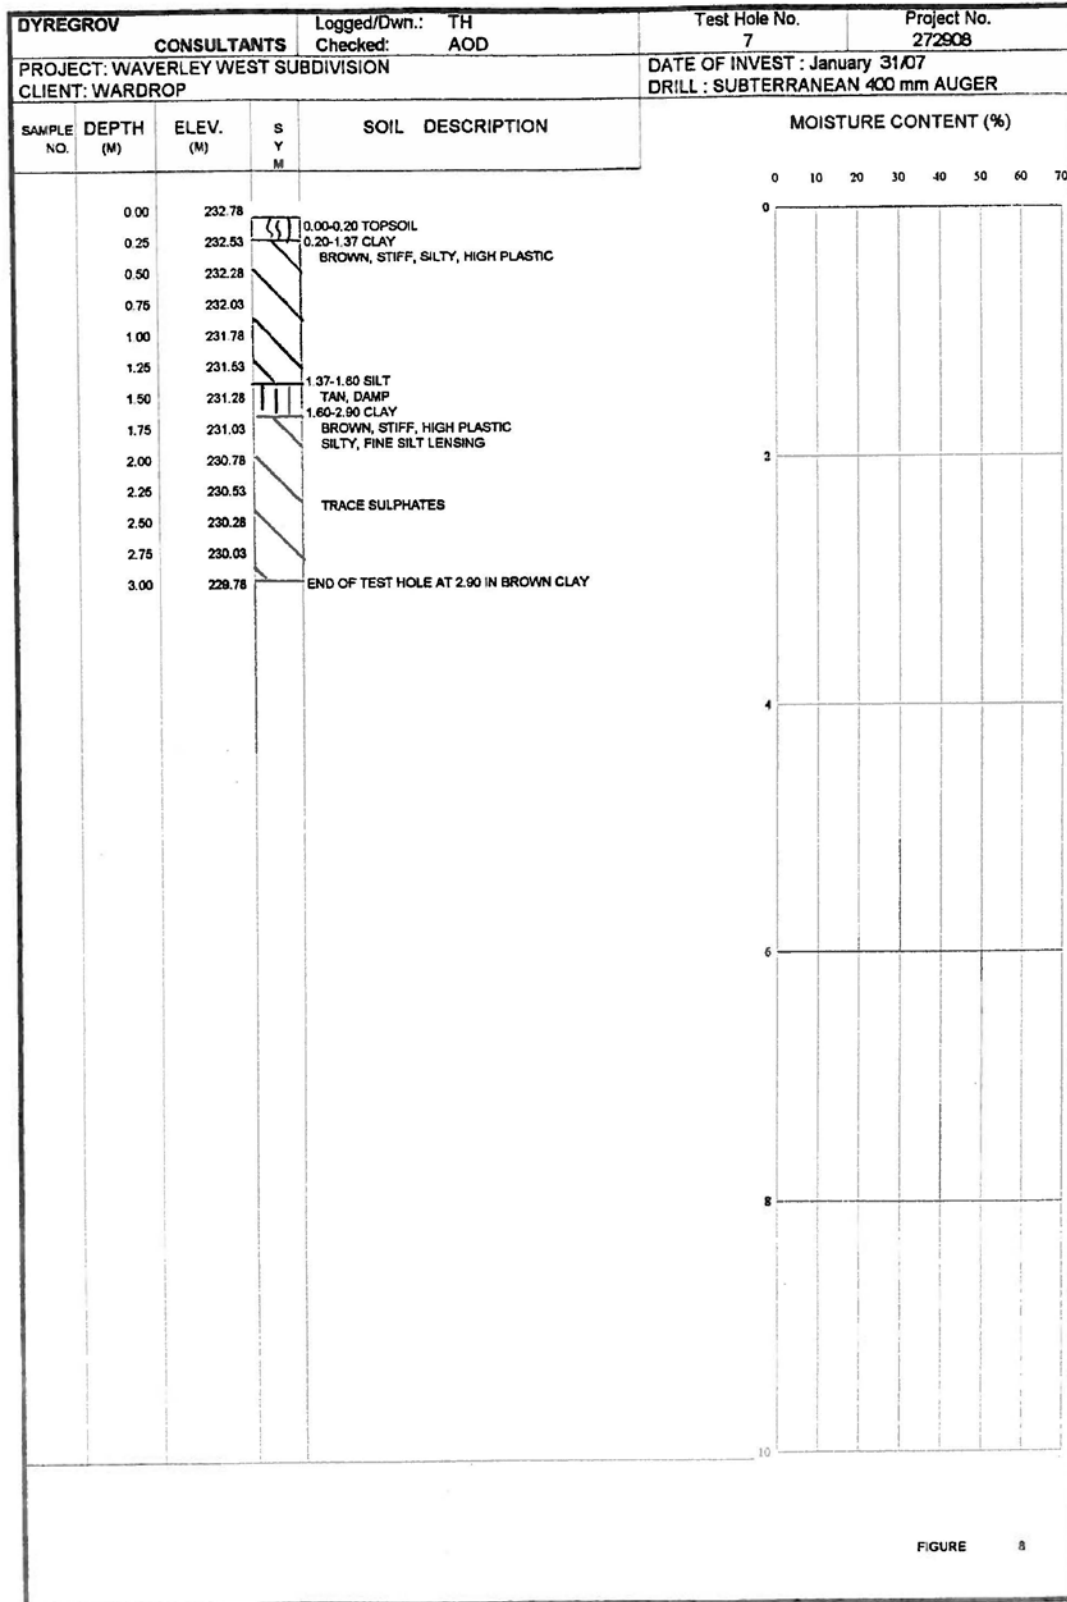 DYREGROV CONSULTANTS
Logged/Dwn.: TH
Checked: AOD
Test Hole No.
7
Project No.
272908
PROJECT: WAVERLEY WEST SUBDIVISION
CLIENT: WARDROP
DATE OF INVEST : January 31/07
DRILL : SUBTERRANEAN 400 mm AUGER
SAMPLE NO. DEPTH (M) ELEV. (M) SYM SOIL DESCRIPTION
MOISTURE CONTENT (%)
0 10 20 30 40 50 60 70
0.00 232.78
0.00-0.20 TOPSOIL
0.25 232.53 0.20-1.37 CLAY
BROWN, STIFF, SILTY, HIGH PLASTIC
0.50 232.28
0.75 232.03
1.00 231.78
1.25 231.53
1.37-1.60 SILT
1.50 231.28 TAN, DAMP
1.60-2.90 CLAY
1.75 231.03 BROWN, STIFF, HIGH PLASTIC
SILTY, FINE SILT LENSING
2.00 230.78
2.25 230.53
TRACE SULPHATES
2.50 230.28
2.75 230.03
3.00 229.78 END OF TEST HOLE AT 2.90 IN BROWN CLAY
0
2
4
6
8
10
FIGURE 8